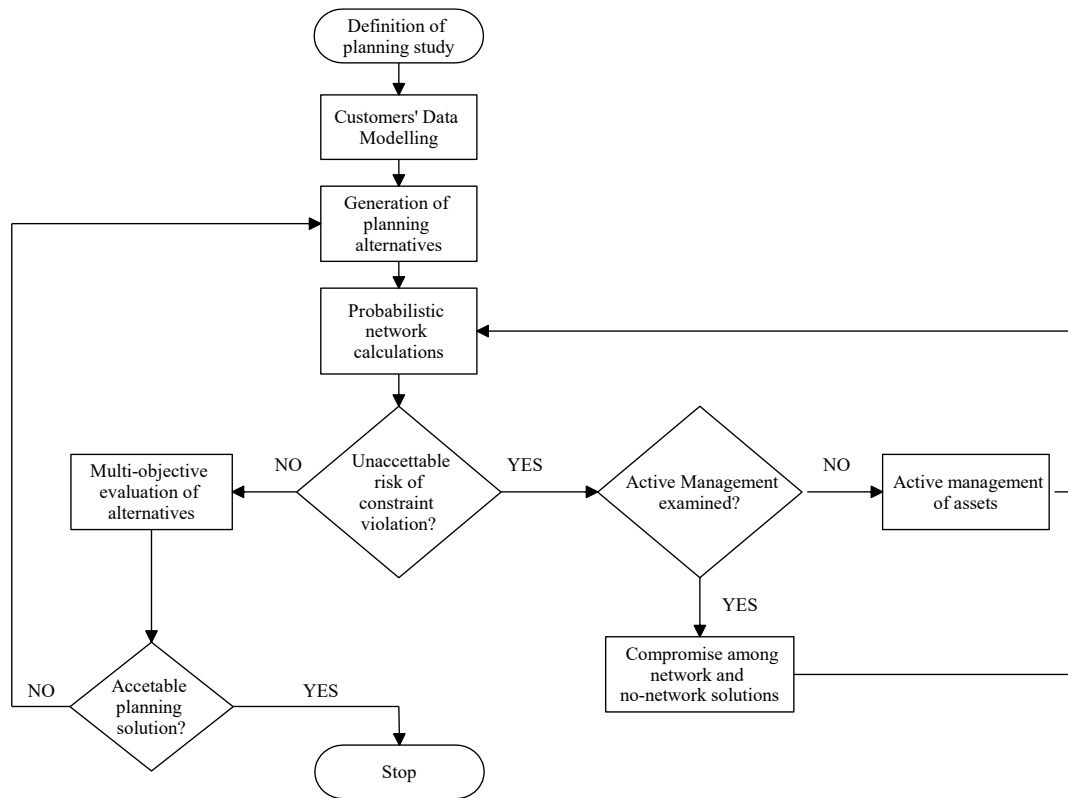 Definition of
planning study
Customers' Data
Modelling
Generation of
planning
alternatives
Probabilistic
network
calculations
Unaccettable
risk of
constraint
violation?
NO
YES
Multi-objective
evaluation of
alternatives
Active Management
examined?
NO
Active management
of assets
YES
Compromise among
network and
no-network solutions
Accetable
planning
solution?
NO
YES
Stop